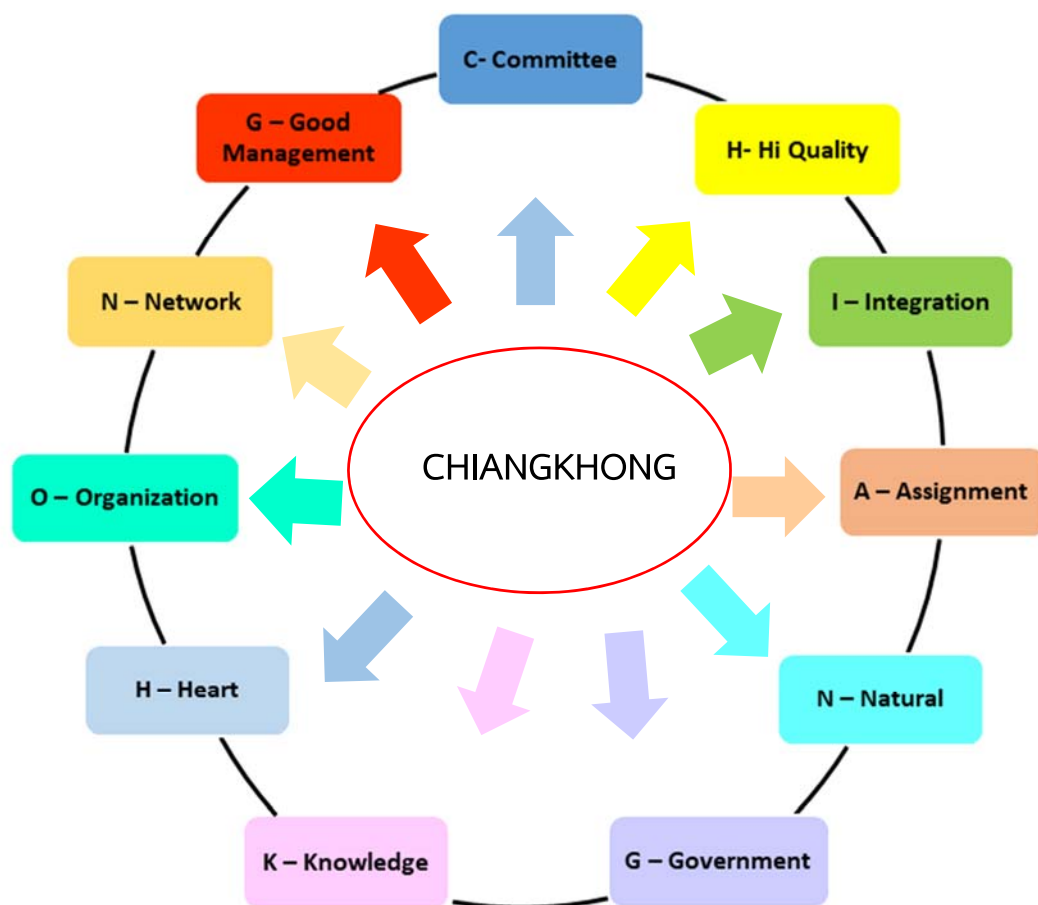 C- Committee
H- Hi Quality
I – Integration
A – Assignment
N – Natural
G – Government
K – Knowledge
H – Heart
O – Organization
N – Network
G – Good
Management
CHIANGKHONG